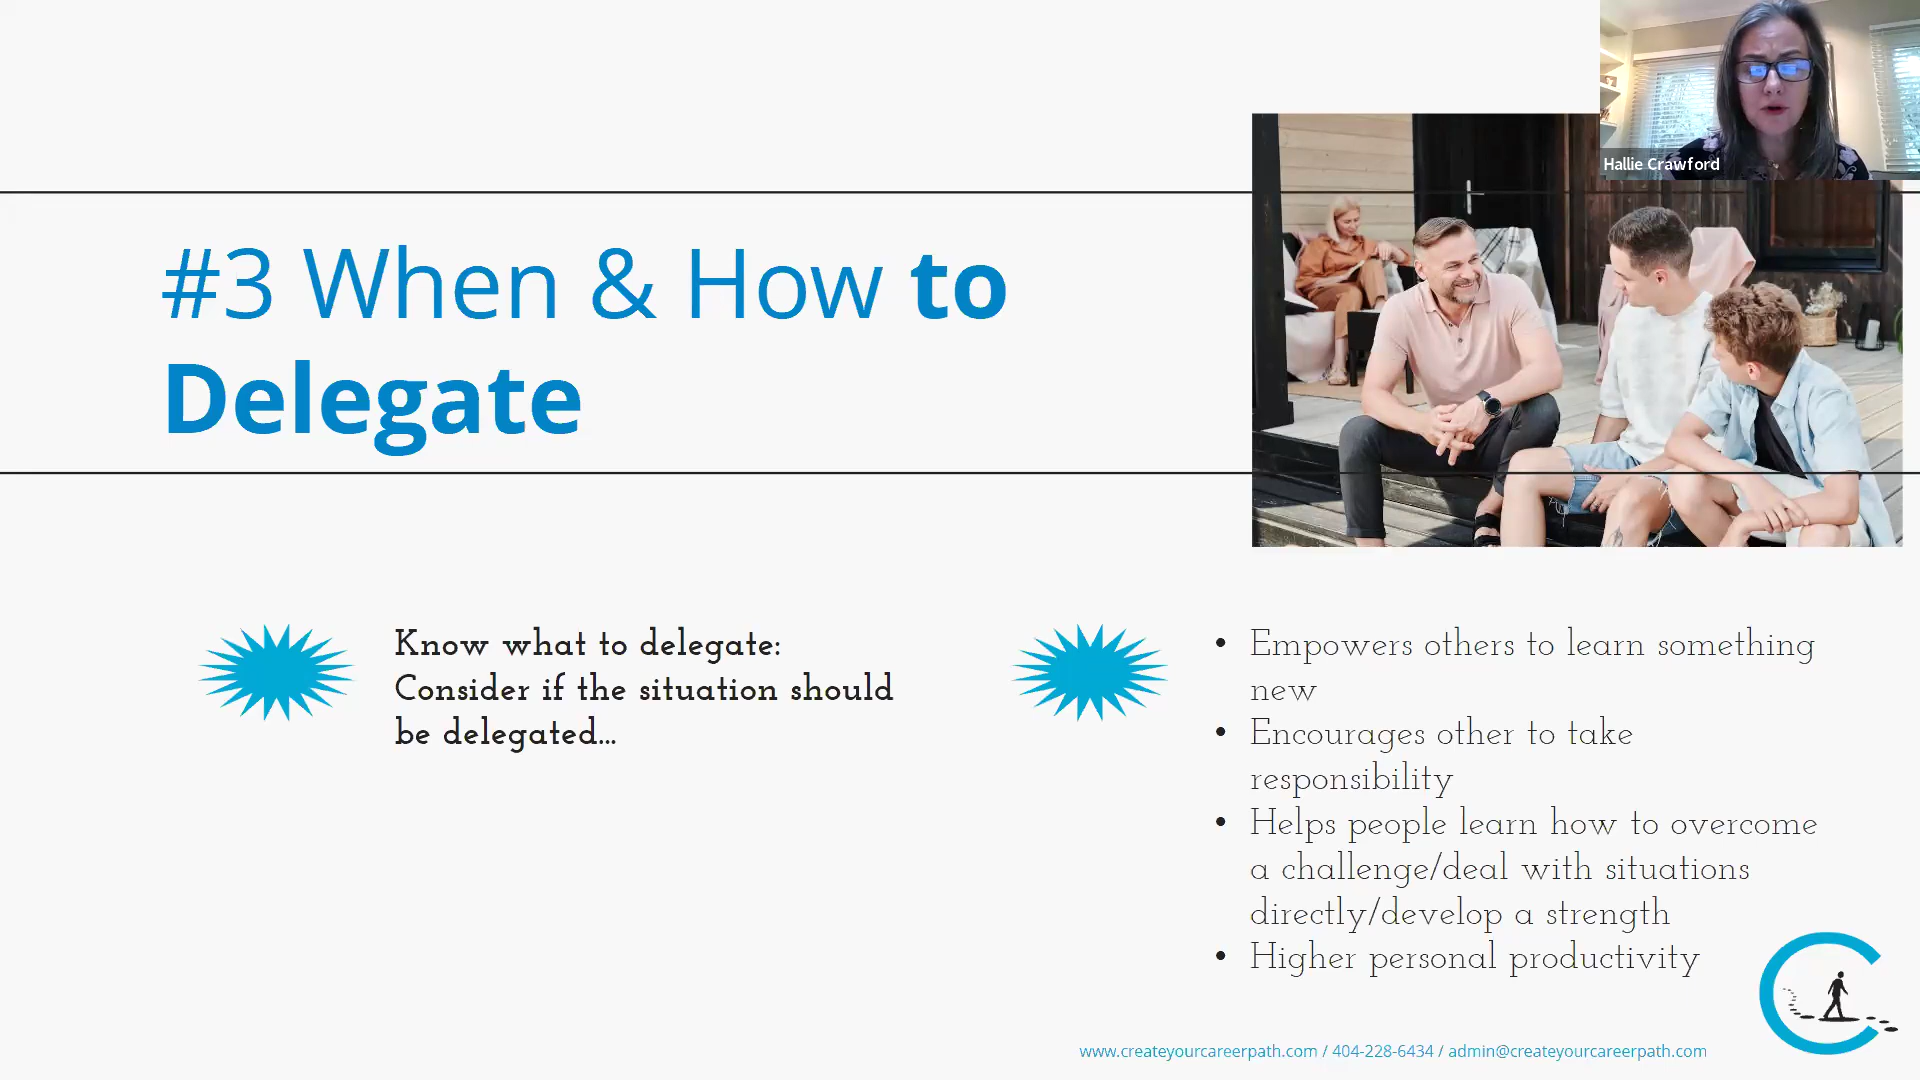 Hallie Crawford
#3 When & How to
Delegate
Know what to delegate:
Consider if the situation should
be delegated...
• Empowers others to learn something
new
• Encourages other to take
responsibility
• Helps people learn how to overcome
a challenge/deal with situations
directly/develop a strength
• Higher personal productivity
www.createyourcareerpath.com / 404-228-6434 / admin@createyourcareerpath.com